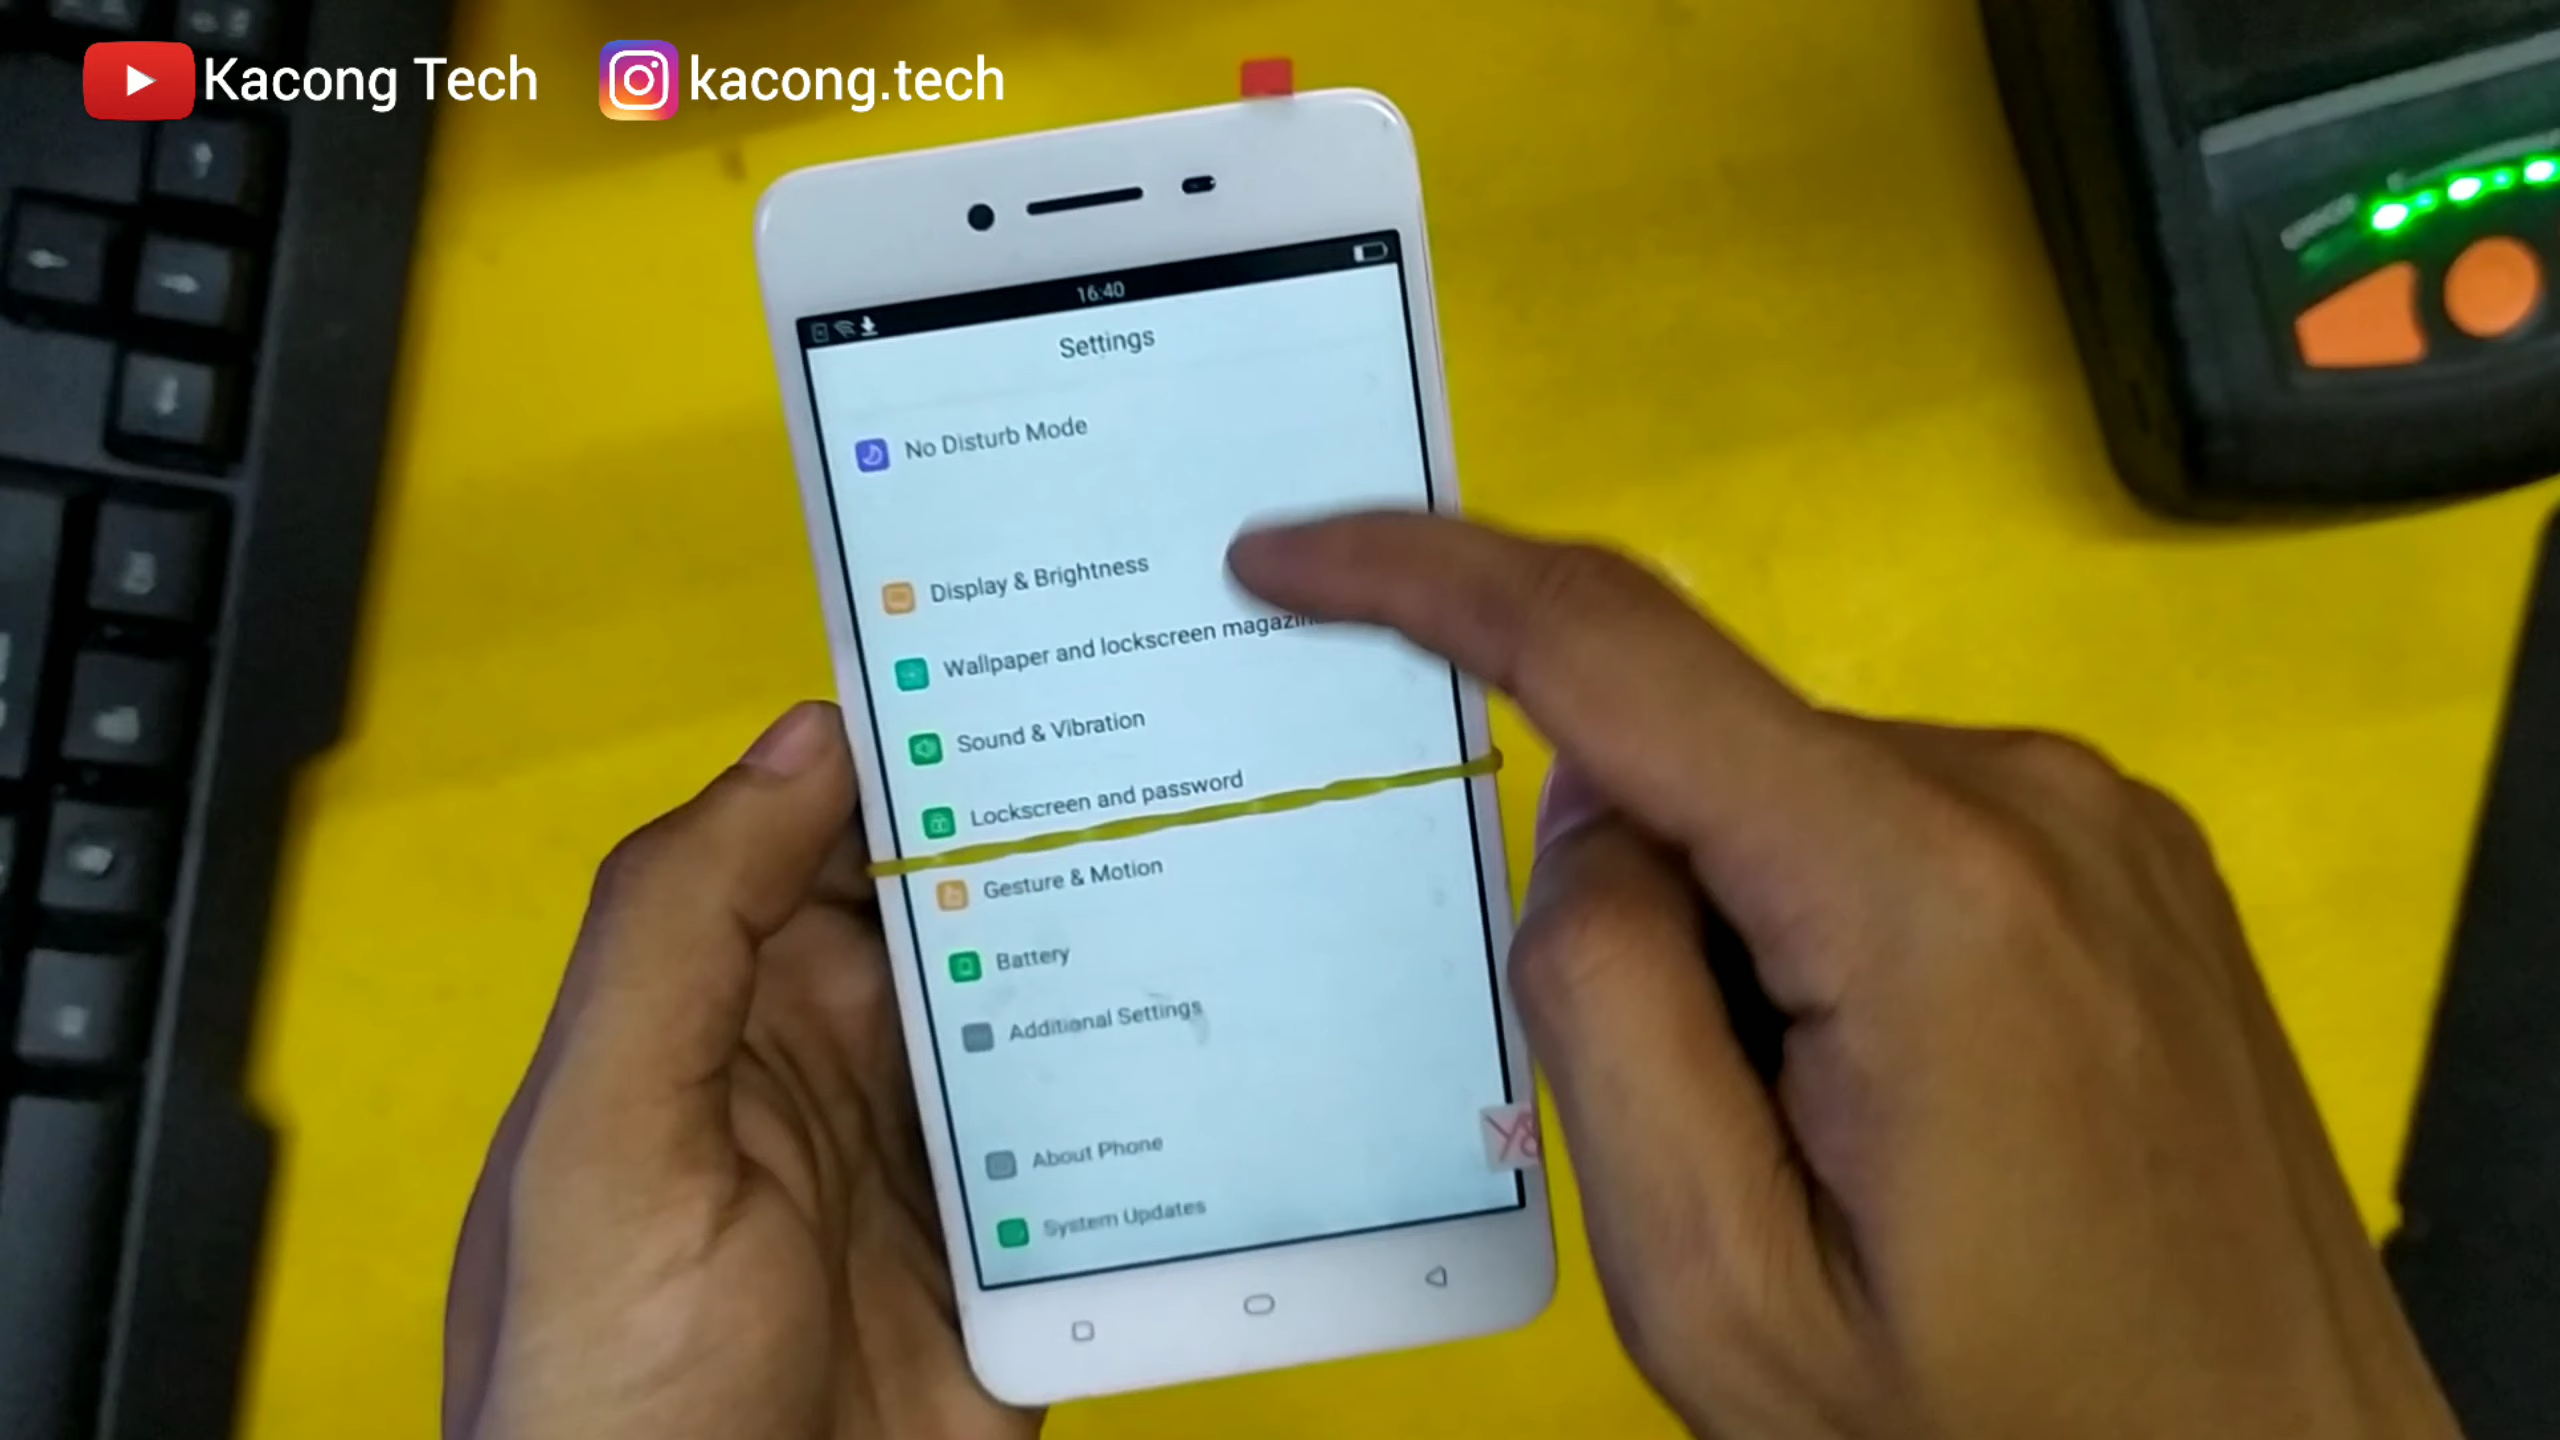 Kacong Tech
kacong.tech
16:40
Settings
No Disturb Mode
Display & Brightness
Wallpaper and lockscreen
Sound & Vibration
Lockscreen and password
Gesture & Motion
Battery
Additional Settings
About Phone
System Updates